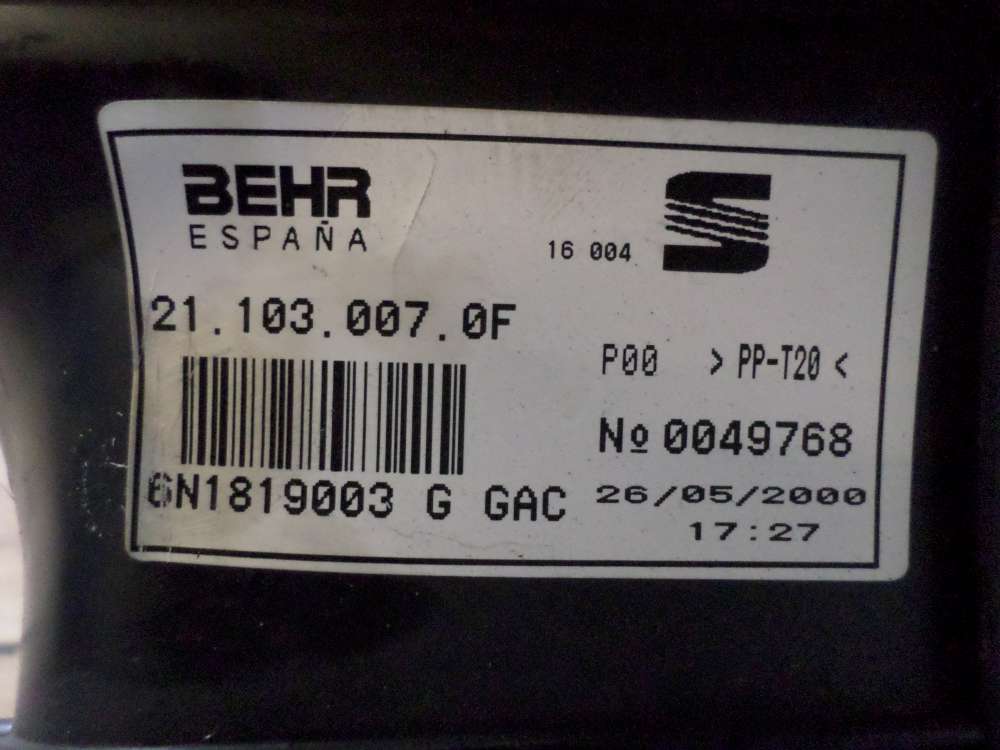 BEHR
ESPAÑA
16 004
21.103.007.0F
P00 > PP-T20 <
Nº 0049768
6N1819003 G GAC
26/05/2000
17:27